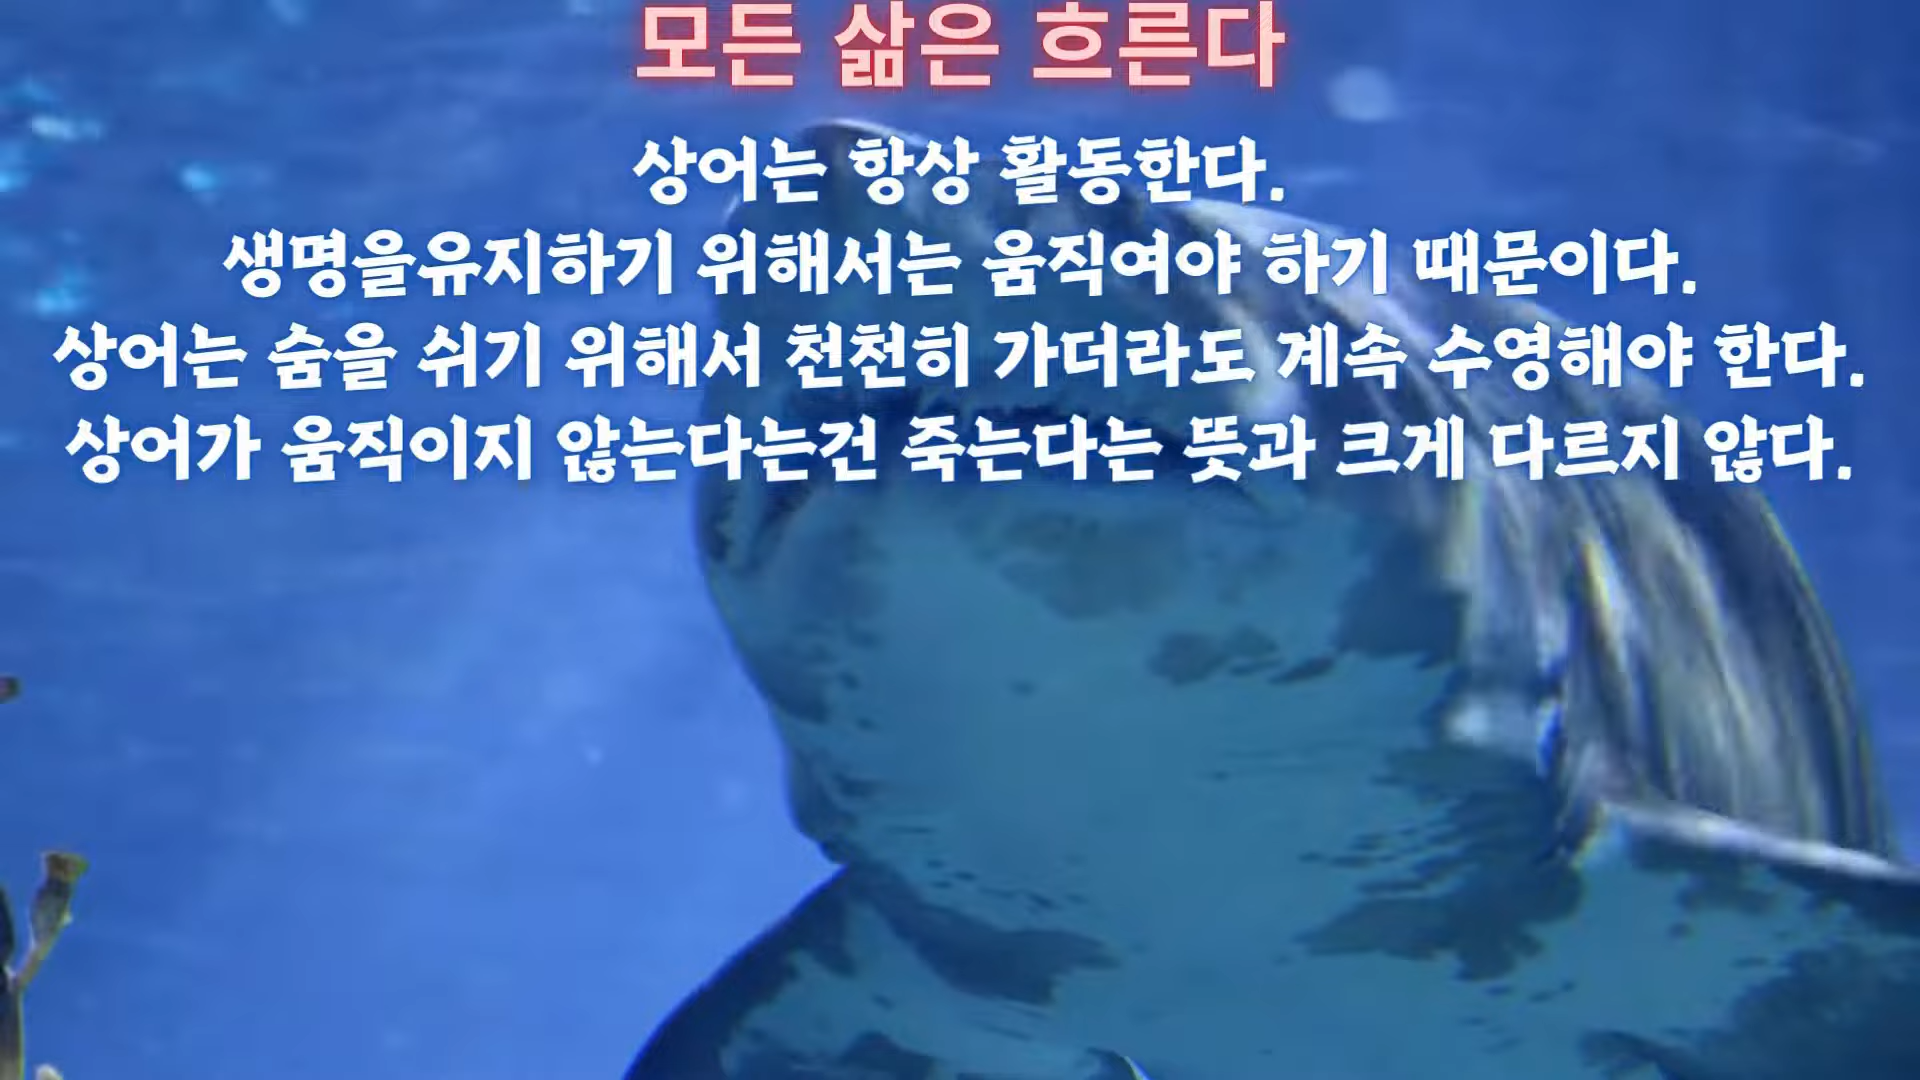 모든 삶은 흐른다
상어는 항상 활동한다.
생명을유지하기 위해서는 움직여야 하기 때문이다.
상어는 숨을 쉬기 위해서 천천히 가더라도 계속 수영해야 한다.
상어가 움직이지 않는다는건 죽는다는 뜻과 크게 다르지 않다.